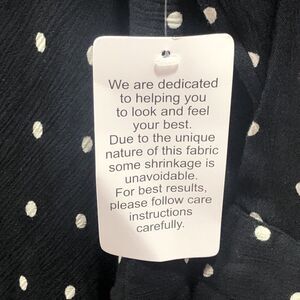 We are dedicated
to helping you
to look and feel
your best.
Due to the unique
nature of this fabric
some shrinkage is
unavoidable.
For best results,
please follow care
instructions
carefully.